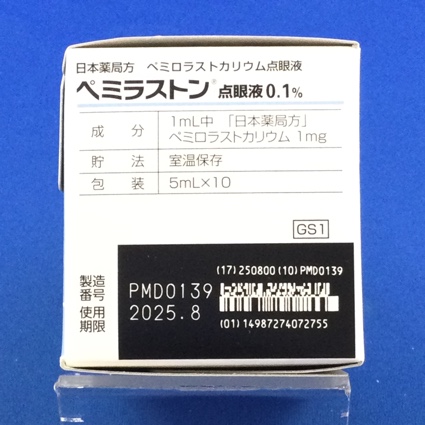 日本薬局方 ペミロラストカリウム点眼液
ペミラストン® 点眼液0.1%
成分 1mL中 「日本薬局方」
ペミロラストカリウム 1mg
貯法 室温保存
包装 5mL×10
GS1
(17)250800(10)PMD0139
製造番号 PMD0139
使用期限 2025.8
(01)14987274072755